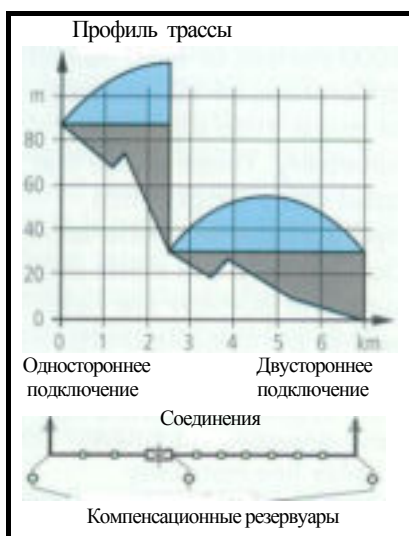 Профиль трассы
m
80
60
40
20
0
0 1 2 3 4 5 6 km
Одностороннее
подключение
Двустороннее
подключение
Соединения
Компенсационные резервуары